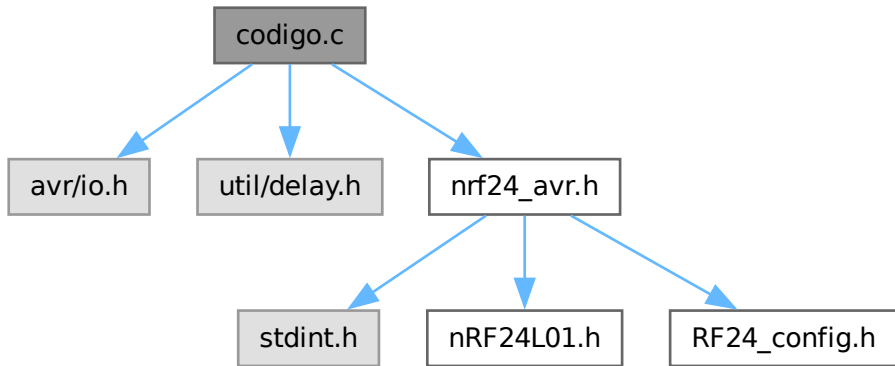 codigo.c
avr/io.h
util/delay.h
nrf24_avr.h
stdint.h
nRF24L01.h
RF24_config.h